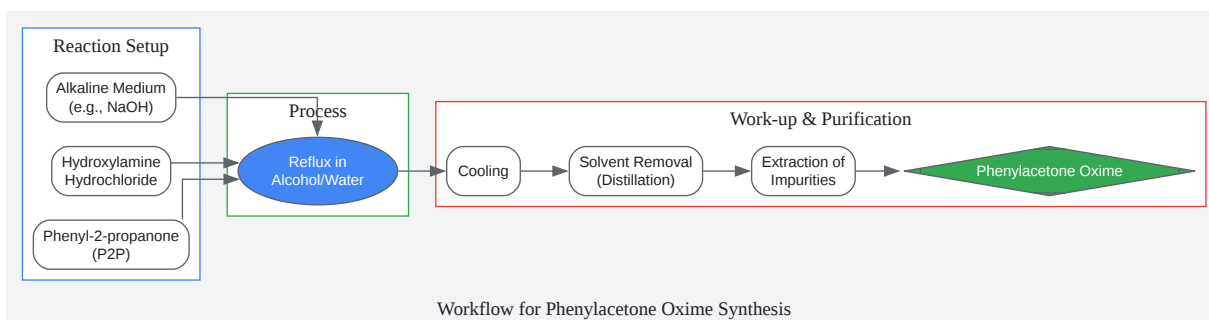 Reaction Setup
Alkaline Medium
(e.g., NaOH)
Hydroxylamine
Hydrochloride
Phenyl-2-propanone
(P2P)
Process
Reflux in
Alcohol/Water
Work-up & Purification
Cooling
Solvent Removal
(Distillation)
Extraction of
Impurities
Phenylacetone Oxime
Workflow for Phenylacetone Oxime Synthesis